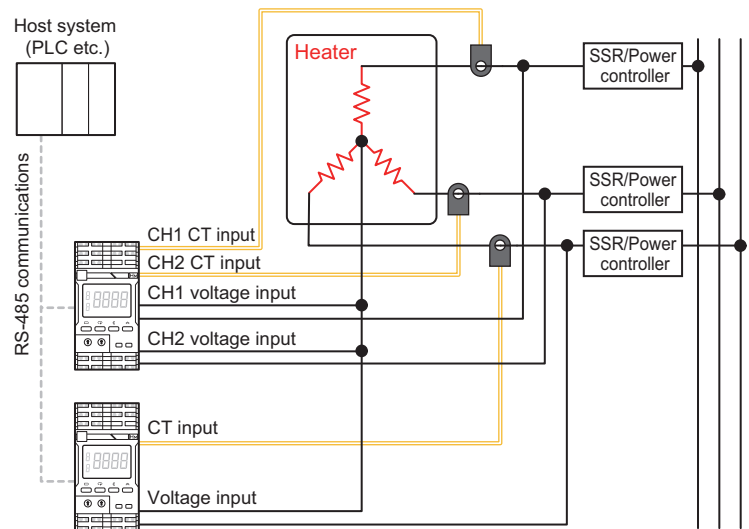 Host system
(PLC etc.)
Heater
SSR/Power
controller
SSR/Power
controller
SSR/Power
controller
RS-485 communications
CH1 CT input
CH2 CT input
CH1 voltage input
CH2 voltage input
CT input
Voltage input